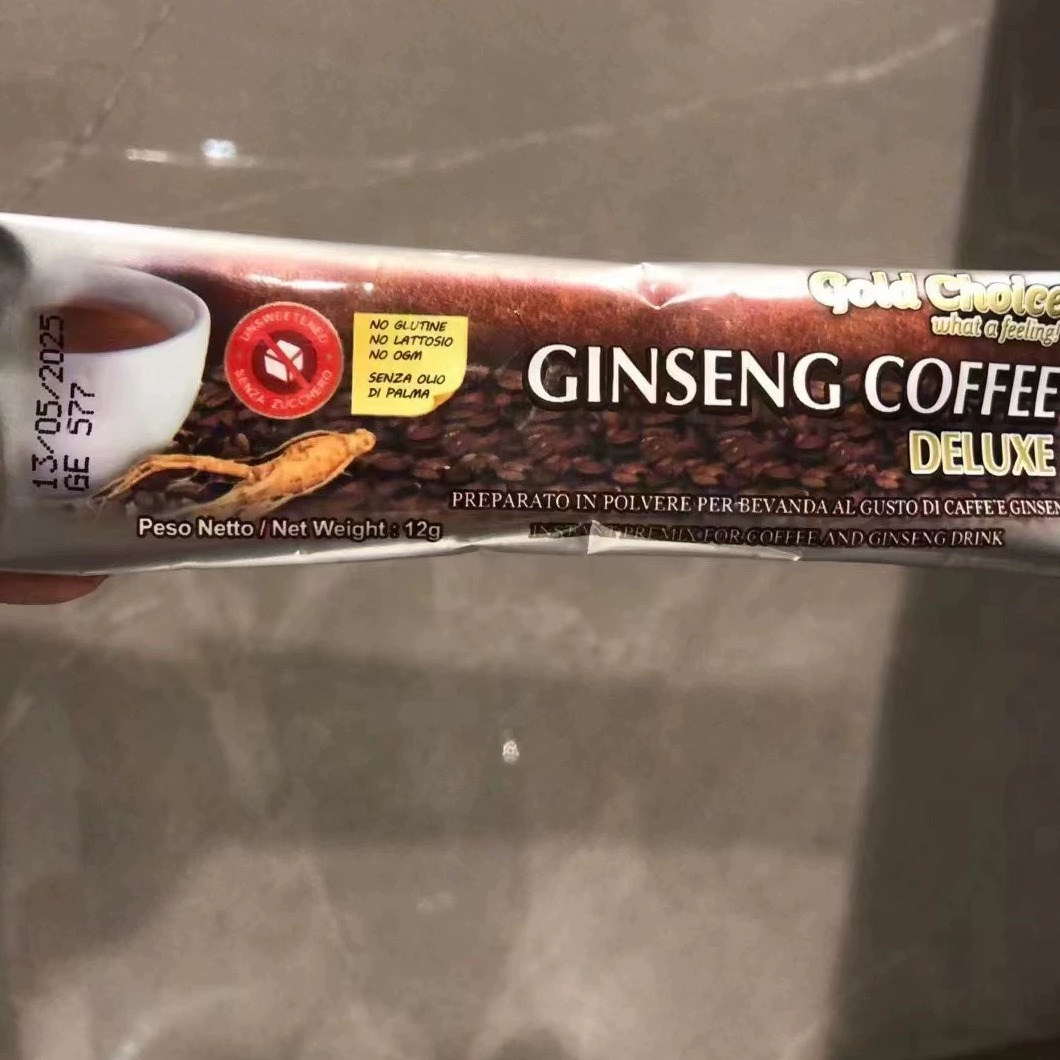 Gold Choice
what a feeling!
GINSENG COFFEE
DELUXE
UNSWEETENED
SENZA ZUCCHERO
NO GLUTINE
NO LATTOSIO
NO OGM
SENZA OLIO
DI PALMA
PREPARATO IN POLVERE PER BEVANDA AL GUSTO DI CAFFE'E GINSEN
INSTANT PREMIX FOR COFFEE AND GINSENG DRINK
Peso Netto / Net Weight : 12g
13/05/2025
GE 577